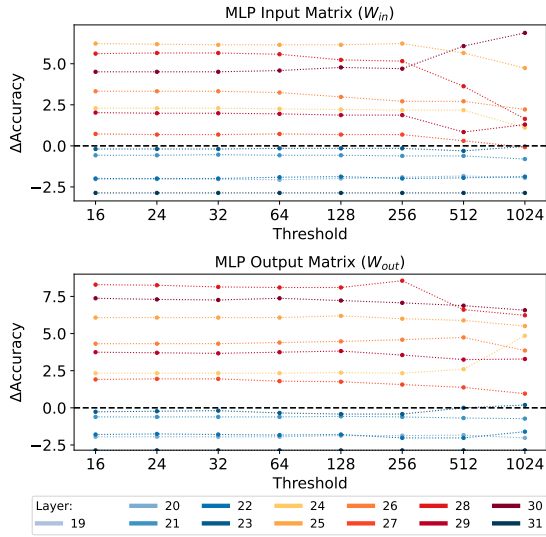 MLP Input Matrix (W_in)
5.0
2.5
0.0
−2.5
ΔAccuracy
16 24 32 64 128 256 512 1024
Threshold
MLP Output Matrix (W_out)
7.5
5.0
2.5
0.0
−2.5
ΔAccuracy
16 24 32 64 128 256 512 1024
Threshold
Layer: 20 22 24 26 28 30
19 21 23 25 27 29 31